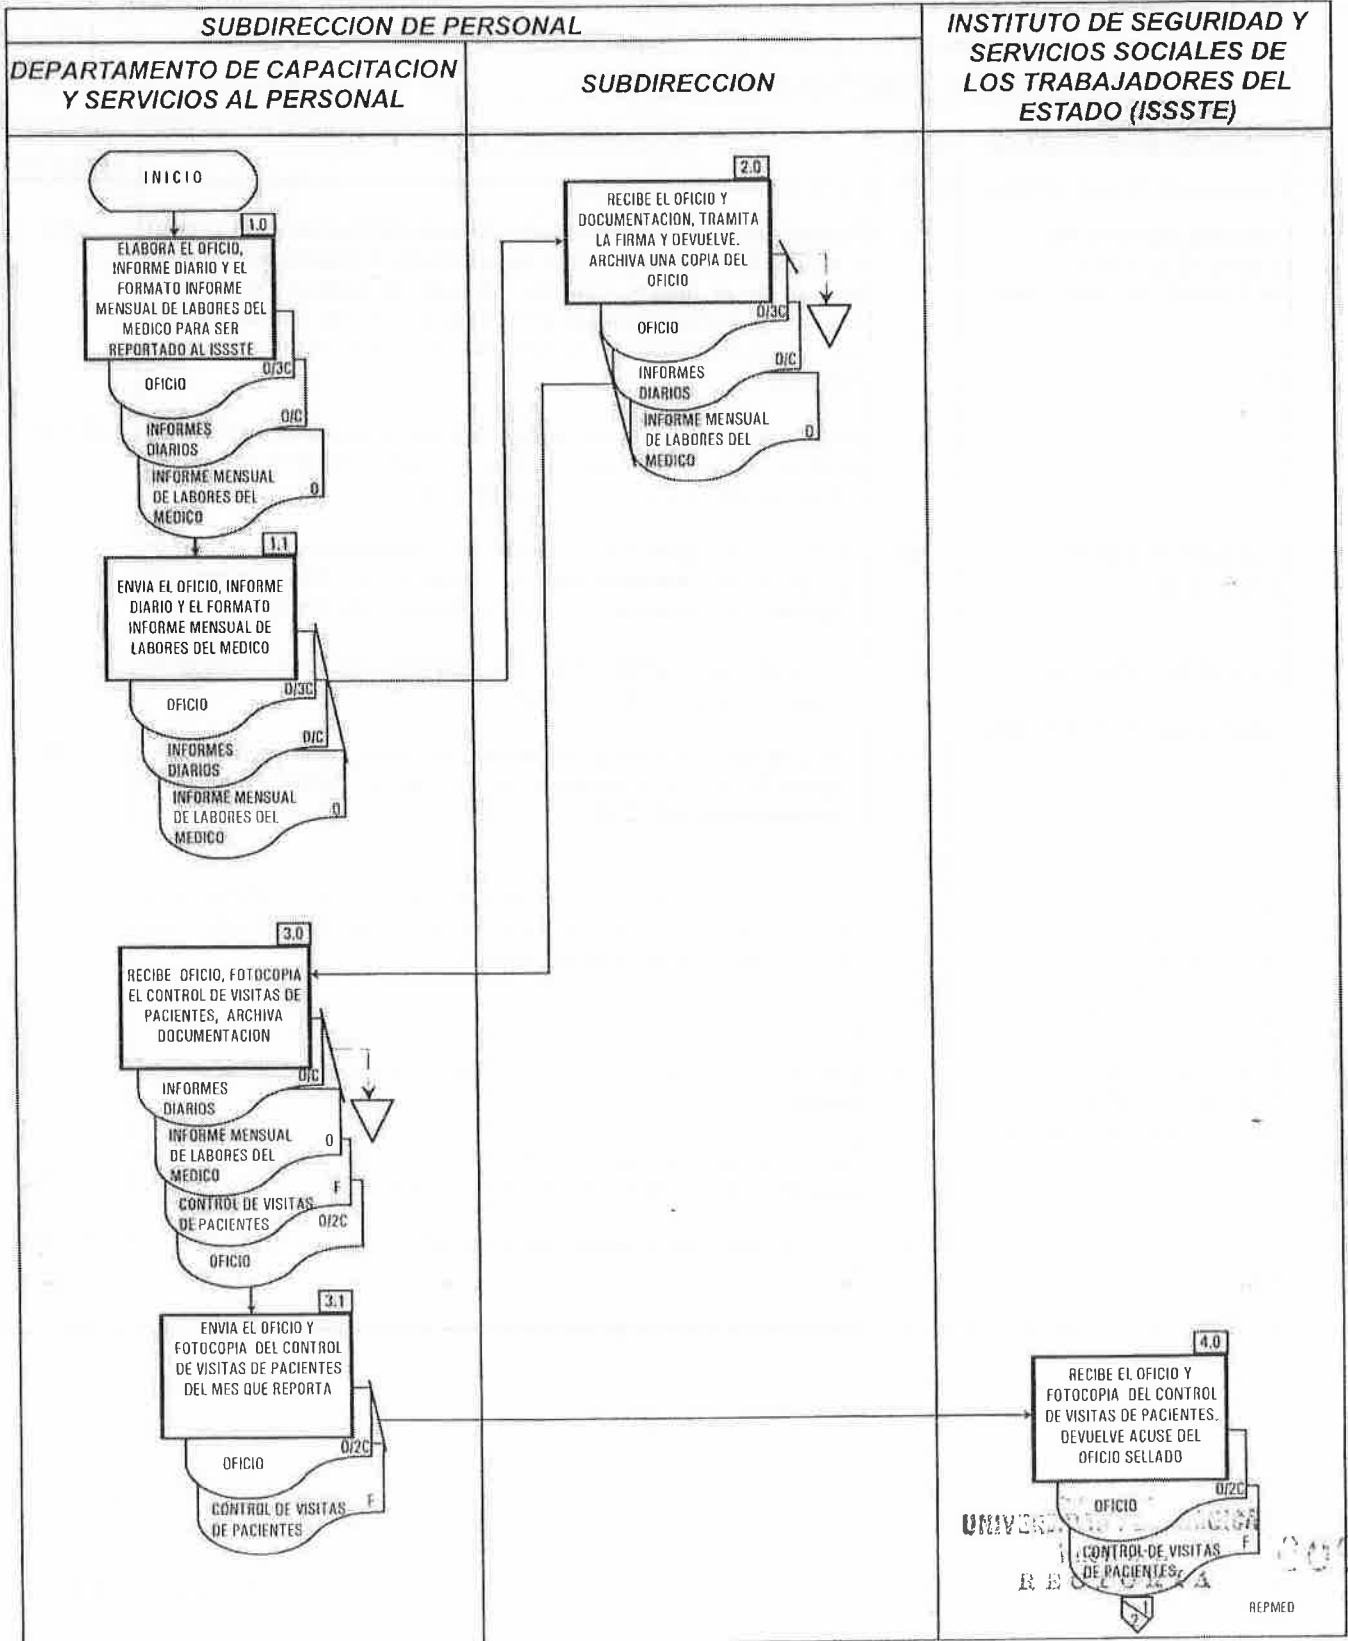 SUBDIRECCION DE PERSONAL
INSTITUTO DE SEGURIDAD Y
SERVICIOS SOCIALES DE
LOS TRABAJADORES DEL
ESTADO (ISSSTE)
DEPARTAMENTO DE CAPACITACION
Y SERVICIOS AL PERSONAL
SUBDIRECCION
INICIO
1.0
ELABORA EL OFICIO,
INFORME DIARIO Y EL
FORMATO INFORME
MENSUAL DE LABORES DEL
MEDICO PARA SER
REPORTADO AL ISSSTE
O/3C
OFICIO
O/C
INFORMES
DIARIOS
INFORME MENSUAL
DE LABORES DEL
MEDICO
O
1.1
ENVIA EL OFICIO, INFORME
DIARIO Y EL FORMATO
INFORME MENSUAL DE
LABORES DEL MEDICO
O/3C
OFICIO
O/C
INFORMES
DIARIOS
INFORME MENSUAL
DE LABORES DEL
MEDICO
O
2.0
RECIBE EL OFICIO Y
DOCUMENTACION, TRAMITA
LA FIRMA Y DEVUELVE.
ARCHIVA UNA COPIA DEL
OFICIO
O/3C
OFICIO
O/C
INFORMES
DIARIOS
INFORME MENSUAL
DE LABORES DEL
MEDICO
O
3.0
RECIBE OFICIO, FOTOCOPIA
EL CONTROL DE VISITAS DE
PACIENTES, ARCHIVA
DOCUMENTACION
O/C
INFORMES
DIARIOS
INFORME MENSUAL
DE LABORES DEL
MEDICO
O
F
CONTROL DE VISITAS
DE PACIENTES
O/2C
OFICIO
3.1
ENVIA EL OFICIO Y
FOTOCOPIA DEL CONTROL
DE VISITAS DE PACIENTES
DEL MES QUE REPORTA
O/2C
OFICIO
CONTROL DE VISITAS
DE PACIENTES
F
4.0
RECIBE EL OFICIO Y
FOTOCOPIA DEL CONTROL
DE VISITAS DE PACIENTES.
DEVUELVE ACUSE DEL
OFICIO SELLADO
O/2C
OFICIO
CONTROL DE VISITAS
DE PACIENTES
F
1
2
REPMED